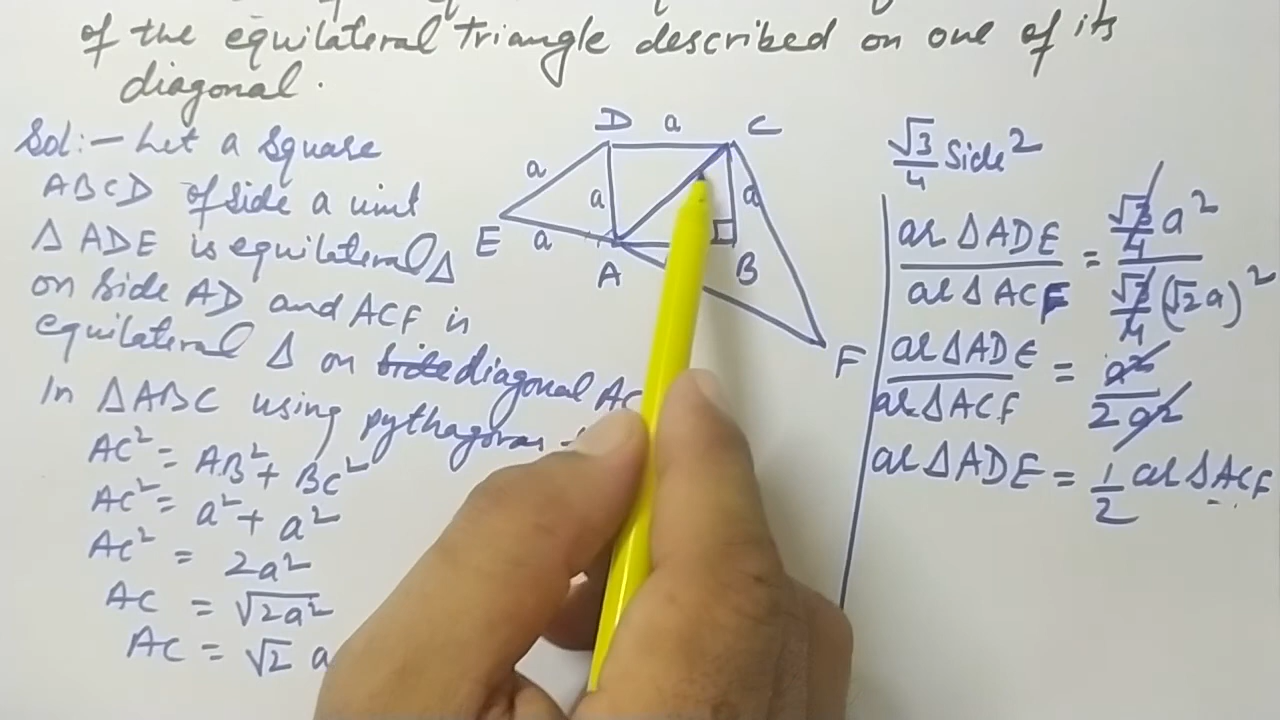 of the equilateral triangle described on one of its
diagonal.
Sol:- Let a square
ABCD of side a unit
Δ ADE is equilateral Δ
on side AD and ACF is
equilateral Δ on diagonal AC
In ΔABC using pythagoras
AC² = AB² + BC²
AC² = a² + a²
AC² = 2a²
AC = √2a²
AC = √2 a
D a C
a a a
E a A B
F
√3/4 Side²
ar ΔADE / ar ΔACF = √3/4 a² / √3/4 (√2a)²
ar ΔADE / ar ΔACF = a² / 2a²
ar ΔADE = 1/2 ar ΔACF